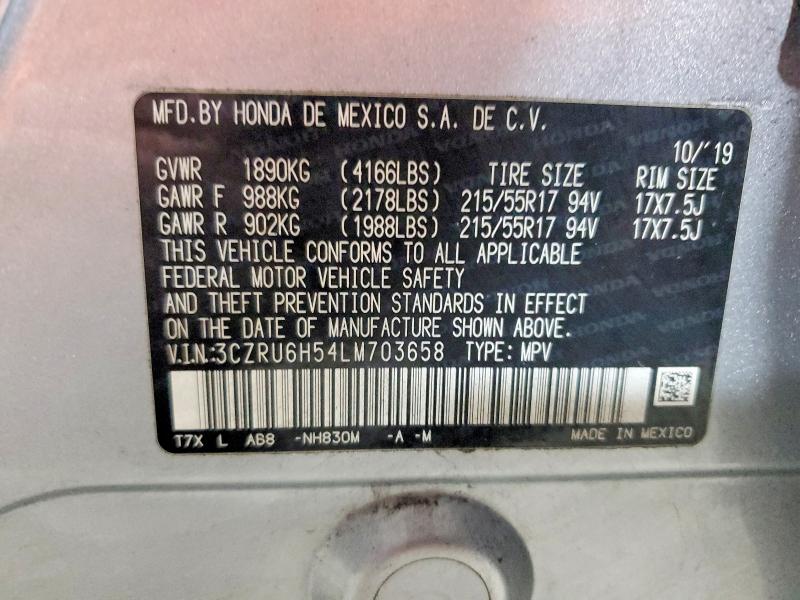 MFD.BY HONDA DE MEXICO S.A. DE C.V.
10/'19
GVWR 1890KG (4166LBS) TIRE SIZE RIM SIZE
GAWR F 988KG (2178LBS) 215/55R17 94V 17X7.5J
GAWR R 902KG (1988LBS) 215/55R17 94V 17X7.5J
THIS VEHICLE CONFORMS TO ALL APPLICABLE
FEDERAL MOTOR VEHICLE SAFETY
AND THEFT PREVENTION STANDARDS IN EFFECT
ON THE DATE OF MANUFACTURE SHOWN ABOVE.
V.I.N.:3CZRU6H54LM703658 TYPE: MPV
T7X L AB8 -NH830M -A -M MADE IN MEXICO